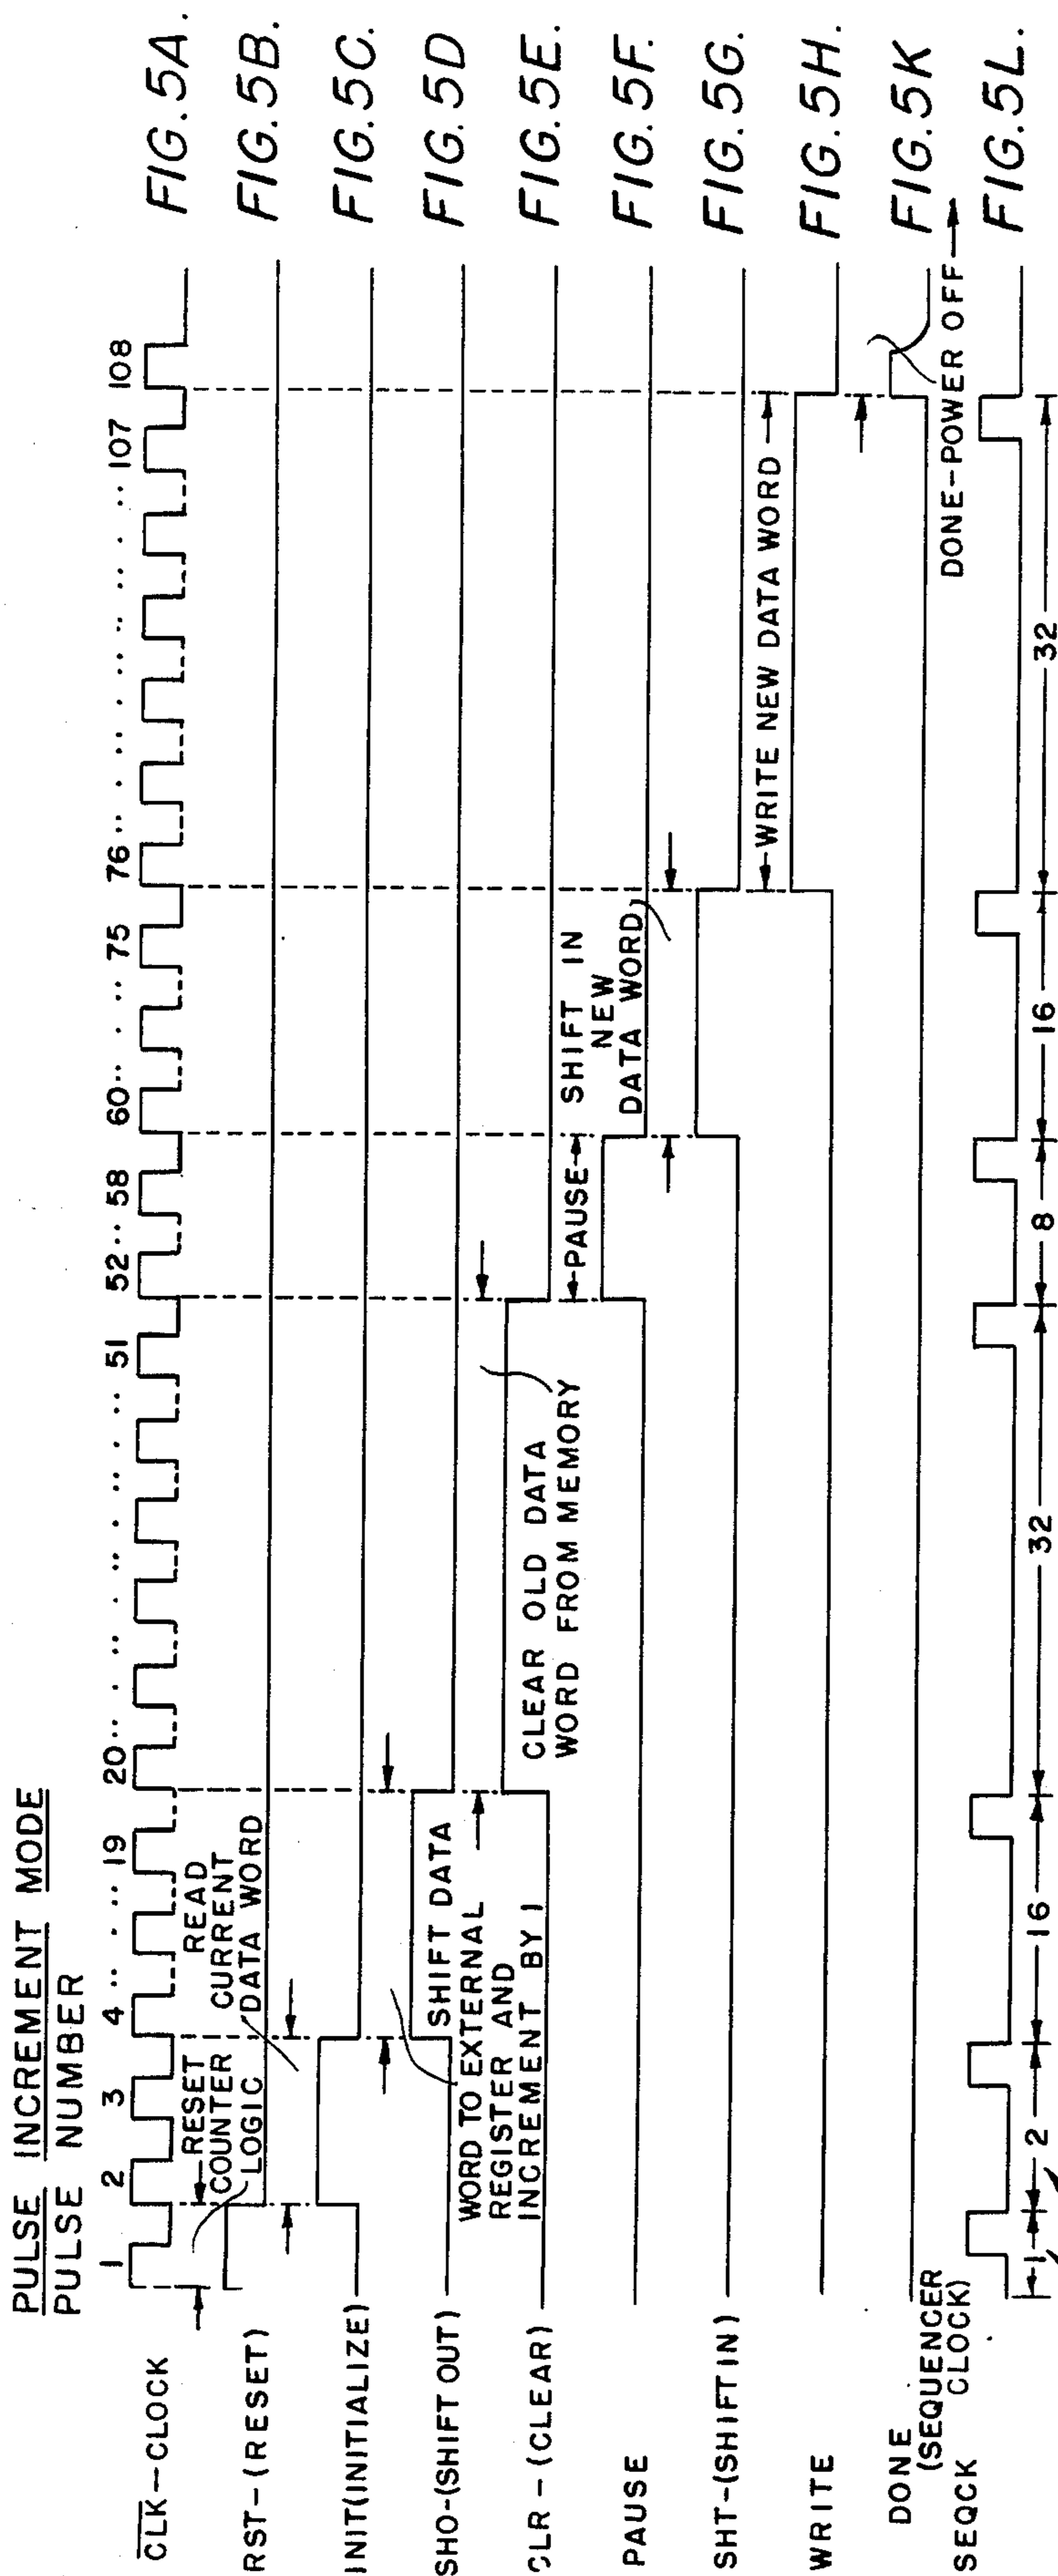 PULSE INCREMENT MODE
PULSE NUMBER
1 2 3 4 .. . .. 19 20 .. . .. . .. . .. 51 52 .. 58 60 .. . .. 75 76 .. . .. . .. . .. 107 108
CLK—CLOCK
FIG. 5A.
RESET
COUNTER
LOGIC
READ
CURRENT
DATA WORD
RST-(RESET)
FIG. 5B.
INIT(INITIALIZE)
FIG. 5C.
SHO-(SHIFT OUT)
FIG. 5D
SHIFT DATA
WORD TO EXTERNAL
REGISTER AND
INCREMENT BY 1
CLR-(CLEAR)
FIG. 5E.
CLEAR OLD DATA
WORD FROM MEMORY
PAUSE
PAUSE
FIG. 5F.
SHIFT IN
NEW
DATA WORD
SHT-(SHIFT IN)
FIG. 5G.
WRITE NEW DATA WORD
WRITE
FIG. 5H.
DONE
FIG. 5K
DONE-POWER OFF
SEQCK
(SEQUENCER
CLOCK)
FIG. 5L.
1 2 16 32 8 16 32